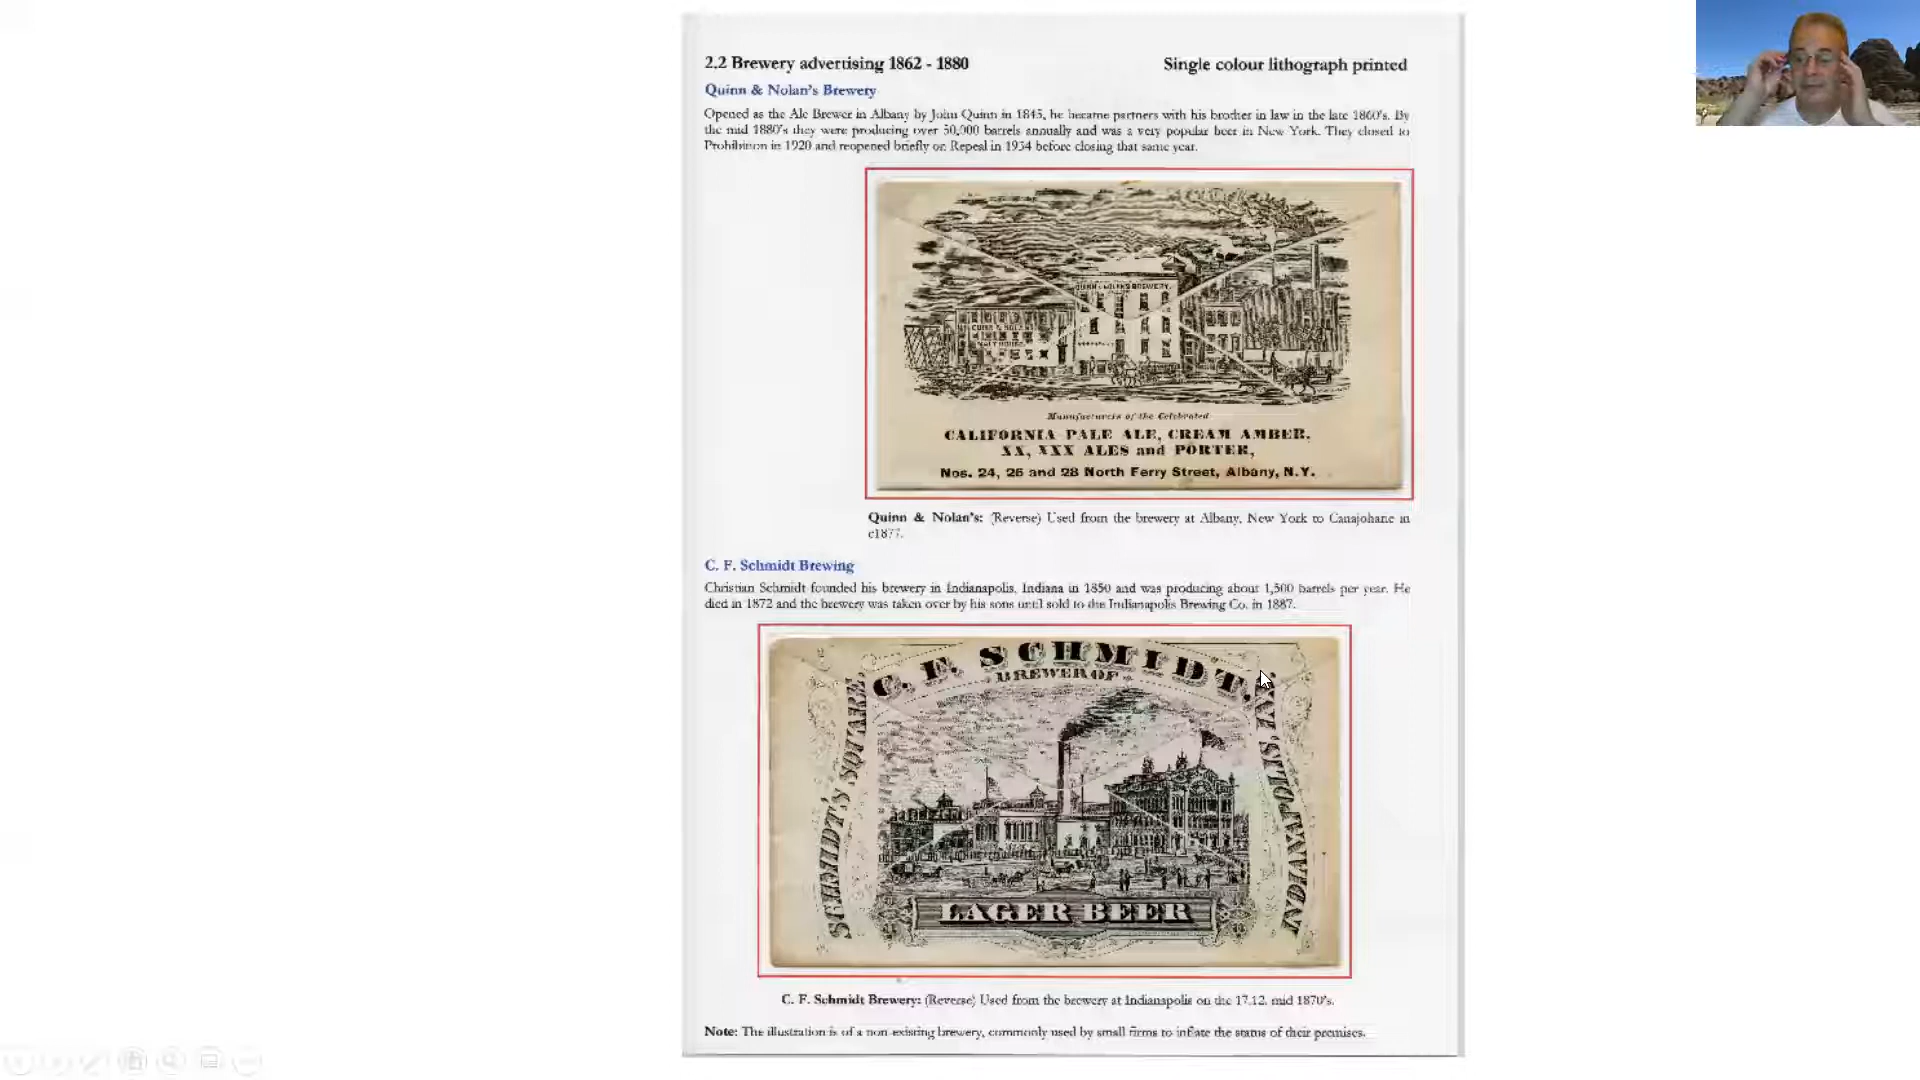 2.2 Brewery advertising 1862 - 1880
Single colour lithograph printed
Quinn & Nolan's Brewery
Opened as the Ale Brewer in Albany by John Quinn in 1845, he became partners with his brother in law in the late 1860's. By
the mid 1880's they were producing over 50,000 barrels annually and was a very popular beer in New York. They closed to
Prohibition in 1920 and reopened briefly on Repeal in 1934 before closing that same year.
QUINN & NOLAN'S BREWERY.
QUINN & NOLAN'S
MALT HOUSE.
Manufacturers of the Celebrated
CALIFORNIA PALE ALE, CREAM AMBER,
XX, XXX ALES and PORTER,
Nos. 24, 26 and 28 North Ferry Street, Albany, N.Y.
Quinn & Nolan's: (Reverse) Used from the brewery at Albany, New York to Canajoharie in
c1877.
C. F. Schmidt Brewing
Christian Schmidt founded his brewery in Indianapolis, Indiana in 1850 and was producing about 1,500 barrels per year. He
died in 1872 and the brewery was taken over by his sons until sold to the Indianapolis Brewing Co. in 1887.
C. F. SCHMIDT.
BREWER OF
SCHMIDT'S SQUARE,
INDIANAPOLIS, IND.
LAGER BEER
C. F. Schmidt Brewery: (Reverse) Used from the brewery at Indianapolis on the 17.12. mid 1870's.
Note: The illustration is of a non-existing brewery, commonly used by small firms to inflate the status of their premises.